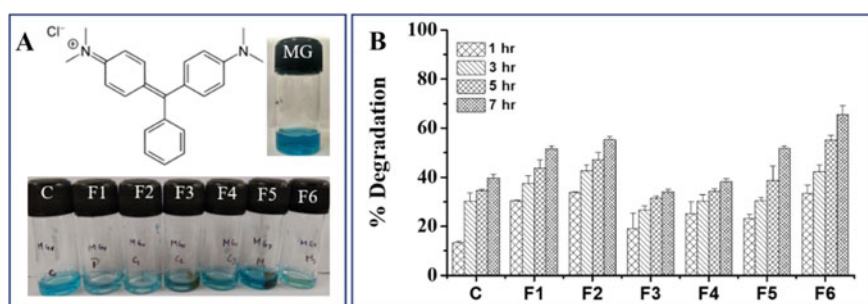 A
Cl⁻
N
⊕
N
MG
C F1 F2 F3 F4 F5 F6
B
% Degradation
100
80
60
40
20
0
1 hr
3 hr
5 hr
7 hr
C F1 F2 F3 F4 F5 F6